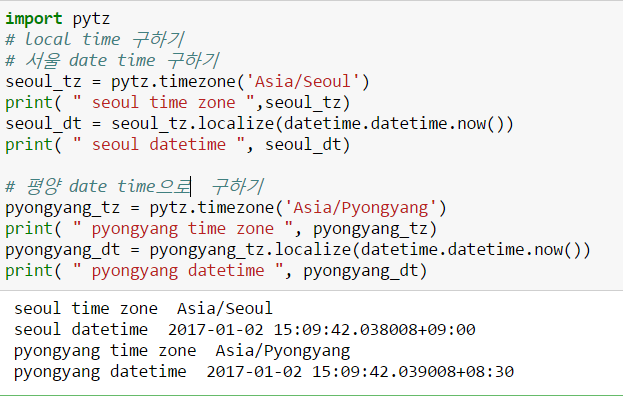 import pytz
# local time 구하기
# 서울 date time 구하기
seoul_tz = pytz.timezone('Asia/Seoul')
print( " seoul time zone ",seoul_tz)
seoul_dt = seoul_tz.localize(datetime.datetime.now())
print( " seoul datetime ", seoul_dt)
# 평양 date time으로  구하기
pyongyang_tz = pytz.timezone('Asia/Pyongyang')
print( " pyongyang time zone ", pyongyang_tz)
pyongyang_dt = pyongyang_tz.localize(datetime.datetime.now())
print( " pyongyang datetime ", pyongyang_dt)
seoul time zone  Asia/Seoul
seoul datetime  2017-01-02 15:09:42.038008+09:00
pyongyang time zone  Asia/Pyongyang
pyongyang datetime  2017-01-02 15:09:42.039008+08:30